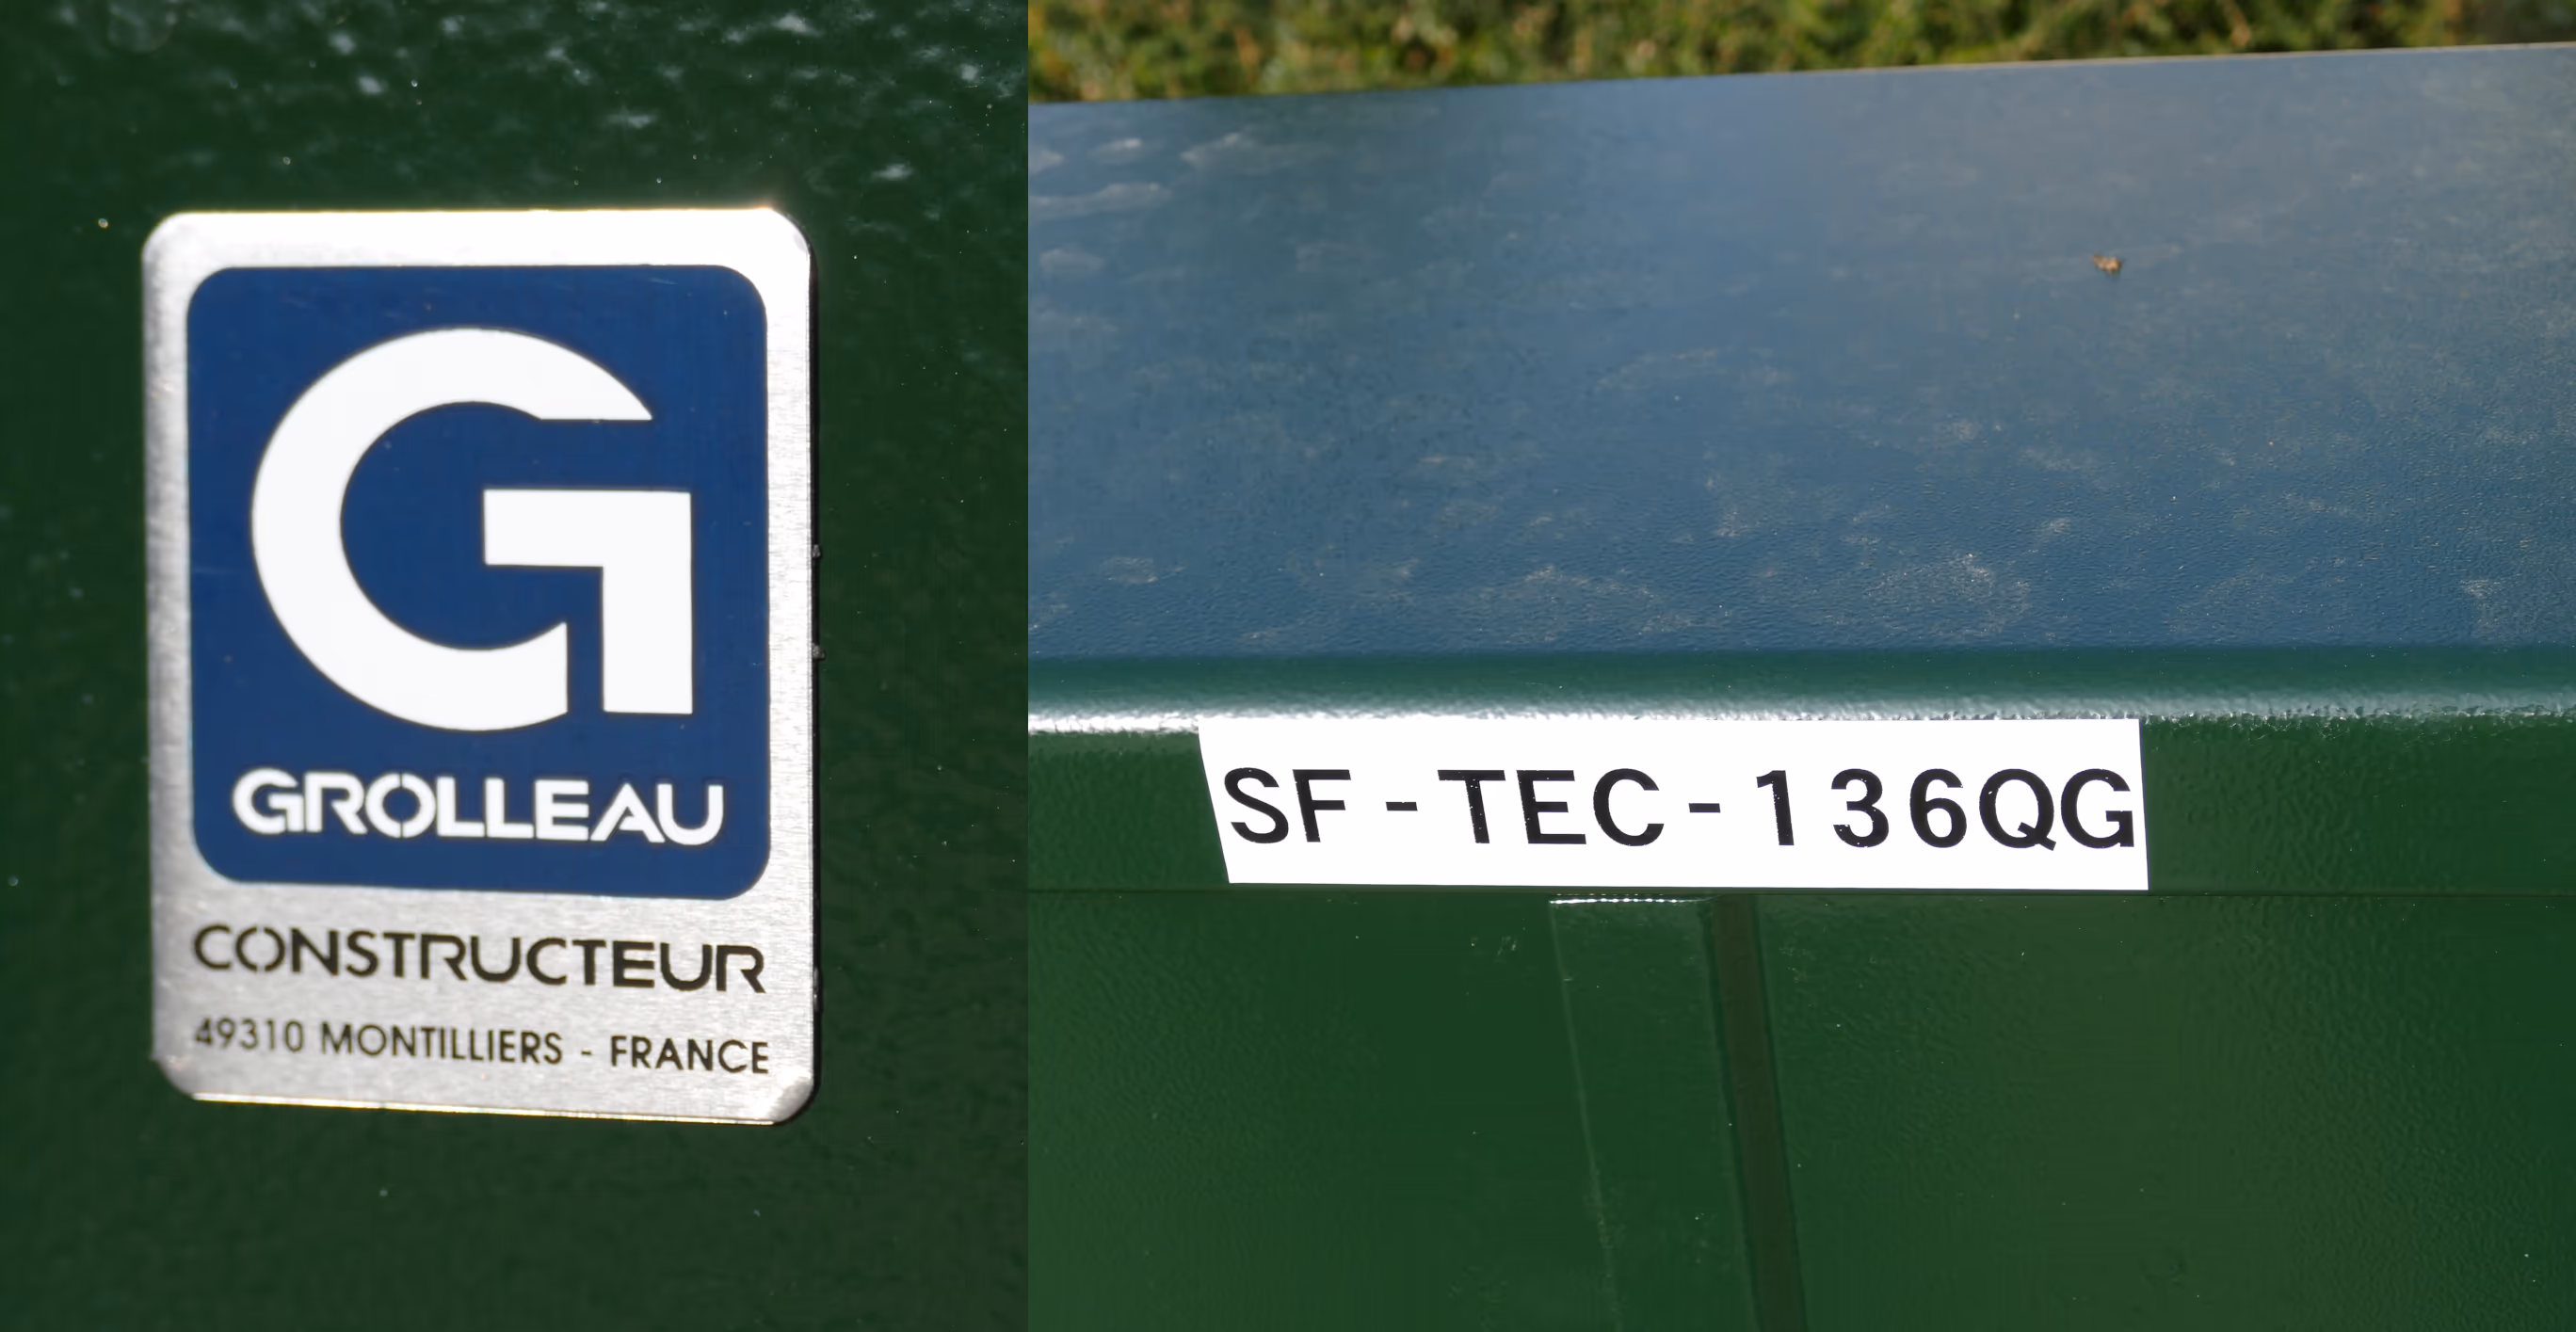 G
GROLLEAU
CONSTRUCTEUR
49310 MONTILLIERS - FRANCE
SF-TEC-136QG